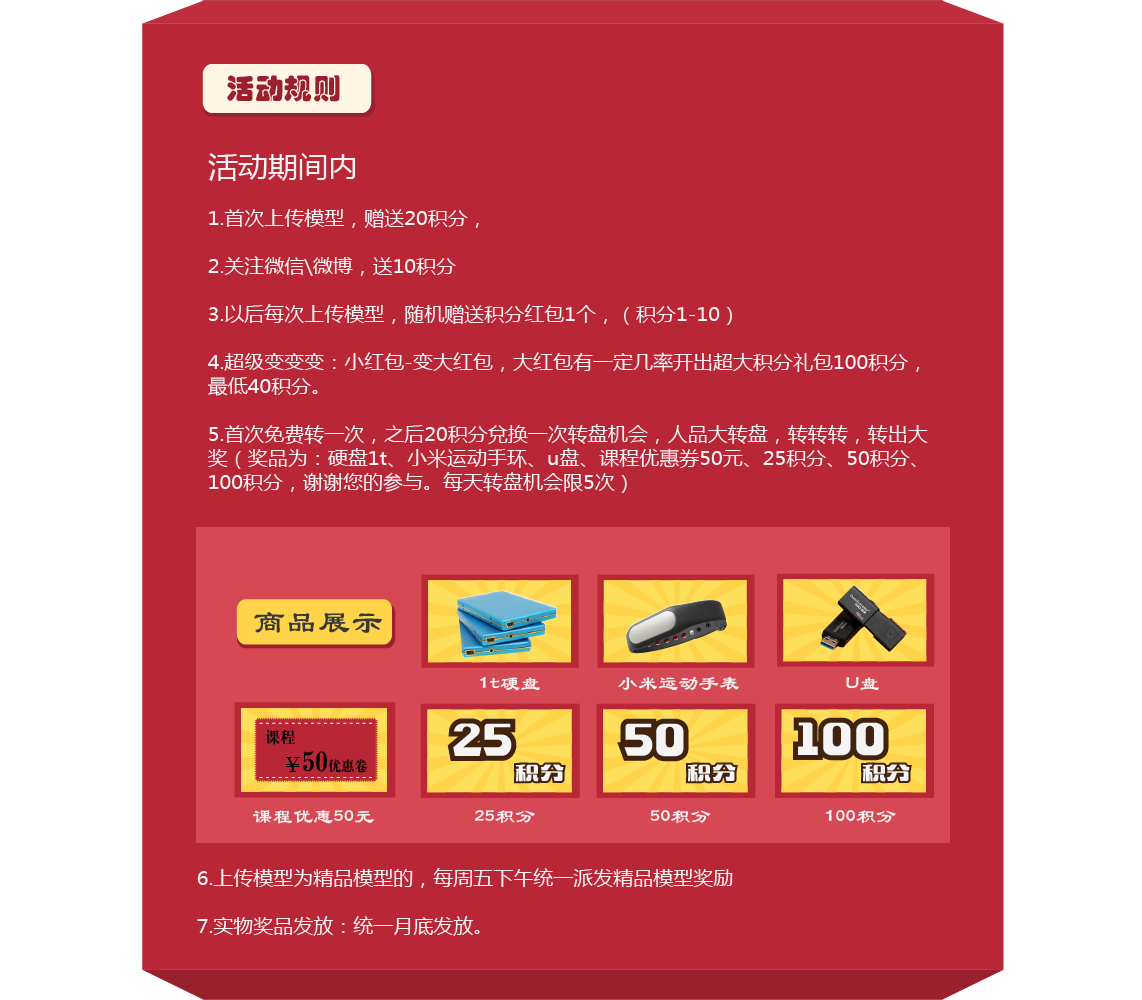 活动规则
活动期间内
1.首次上传模型，赠送20积分，
2.关注微信\微博，送10积分
3.以后每次上传模型，随机赠送积分红包1个，（积分1-10）
4.超级变变变：小红包-变大红包，大红包有一定几率开出超大积分礼包100积分，
最低40积分。
5.首次免费转一次，之后20积分兑换一次转盘机会，人品大转盘，转转转，转出大
奖（奖品为：硬盘1t、小米运动手环、u盘、课程优惠券50元、25积分、50积分、
100积分，谢谢您的参与。每天转盘机会限5次）
商品展示
1t硬盘
小米运动手表
U盘
课程
￥50优惠卷
25
积分
50
积分
100
积分
课程优惠50元
25积分
50积分
100积分
6.上传模型为精品模型的，每周五下午统一派发精品模型奖励
7.实物奖品发放：统一月底发放。